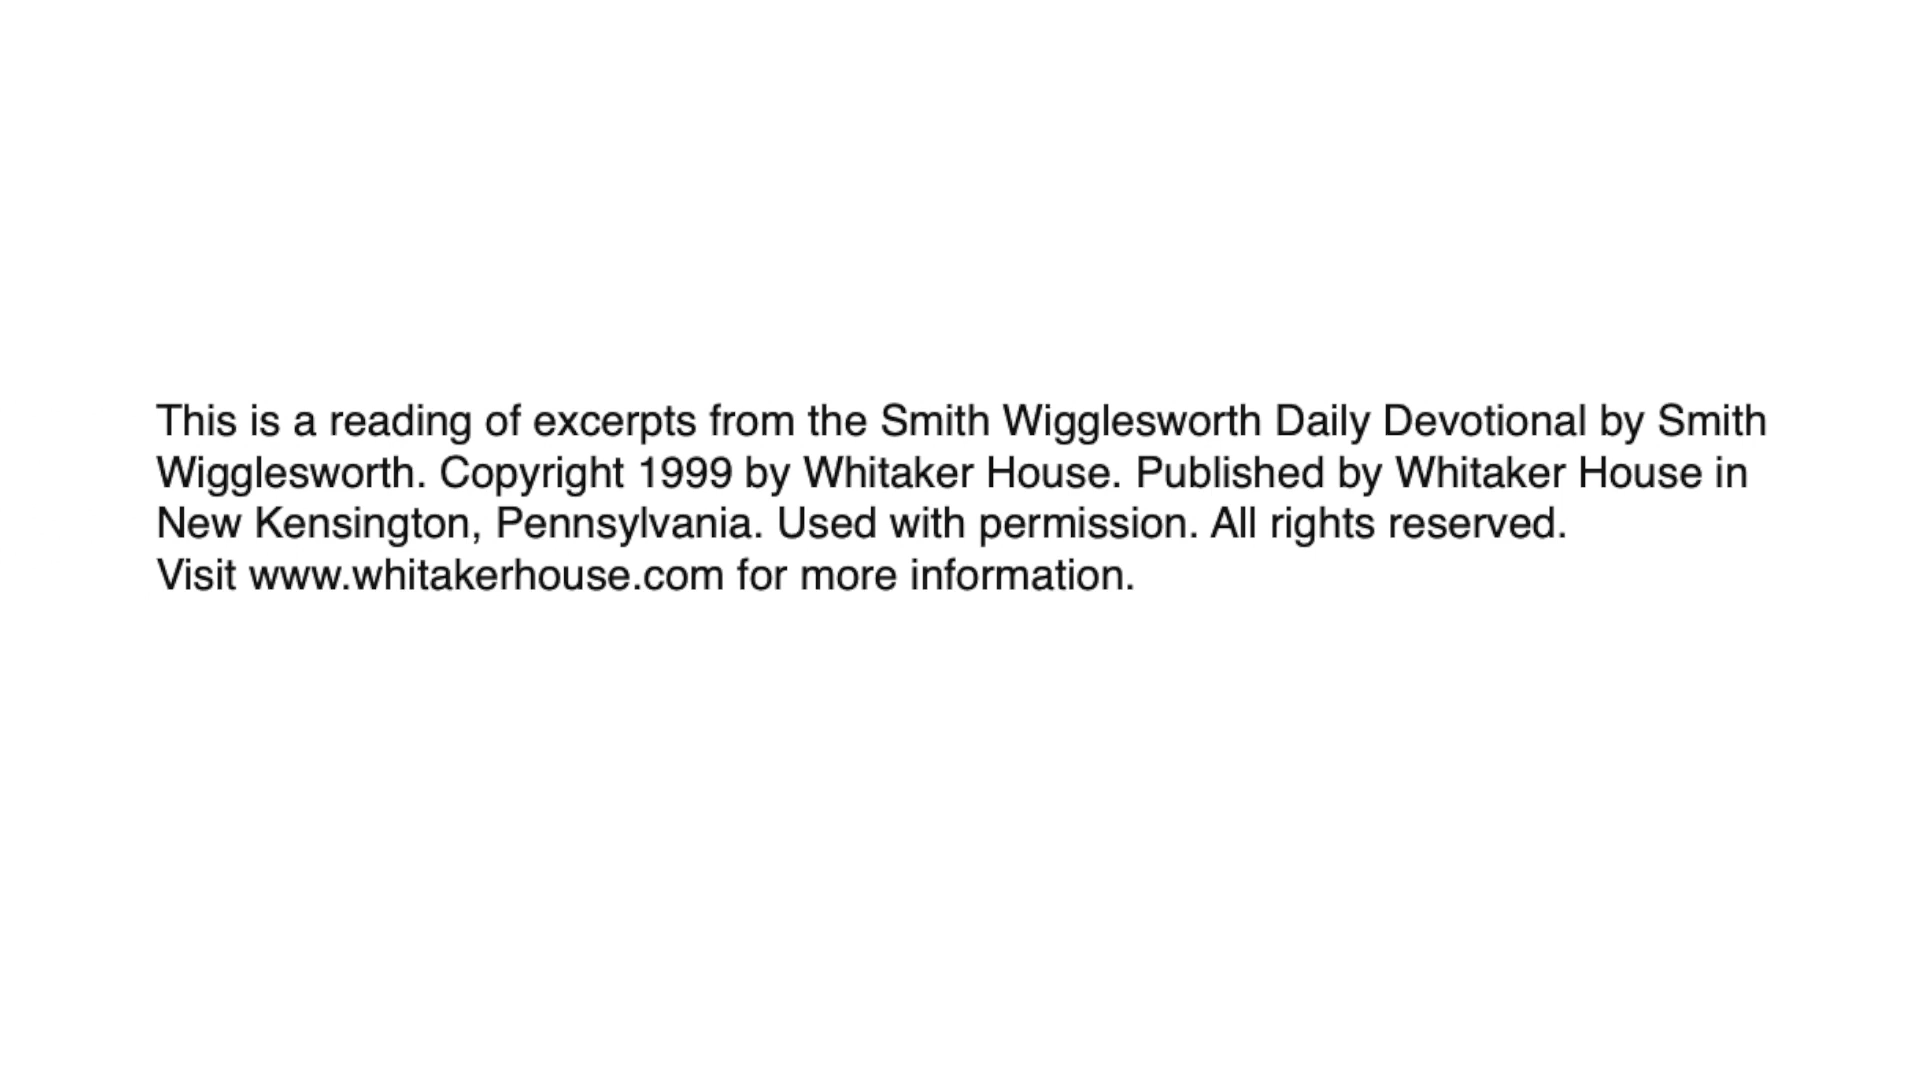 This is a reading of excerpts from the Smith Wigglesworth Daily Devotional by Smith
Wigglesworth. Copyright 1999 by Whitaker House. Published by Whitaker House in
New Kensington, Pennsylvania. Used with permission. All rights reserved.
Visit www.whitakerhouse.com for more information.